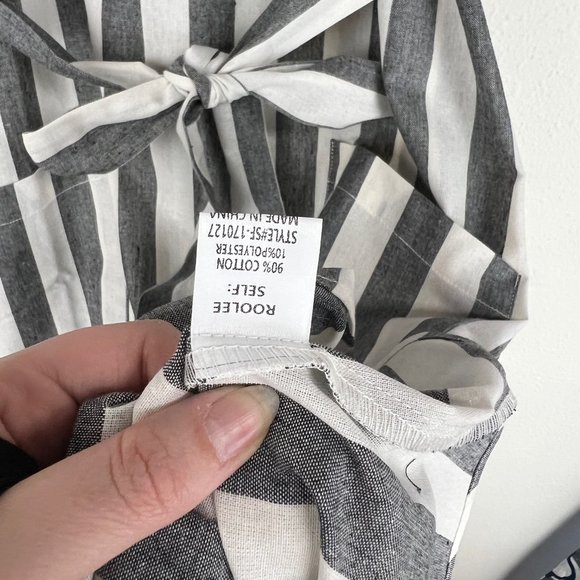 ROOLEE
SELF:
90% COTTON
10%POLYESTER
STYLE#SF-170127
MADE IN CHINA